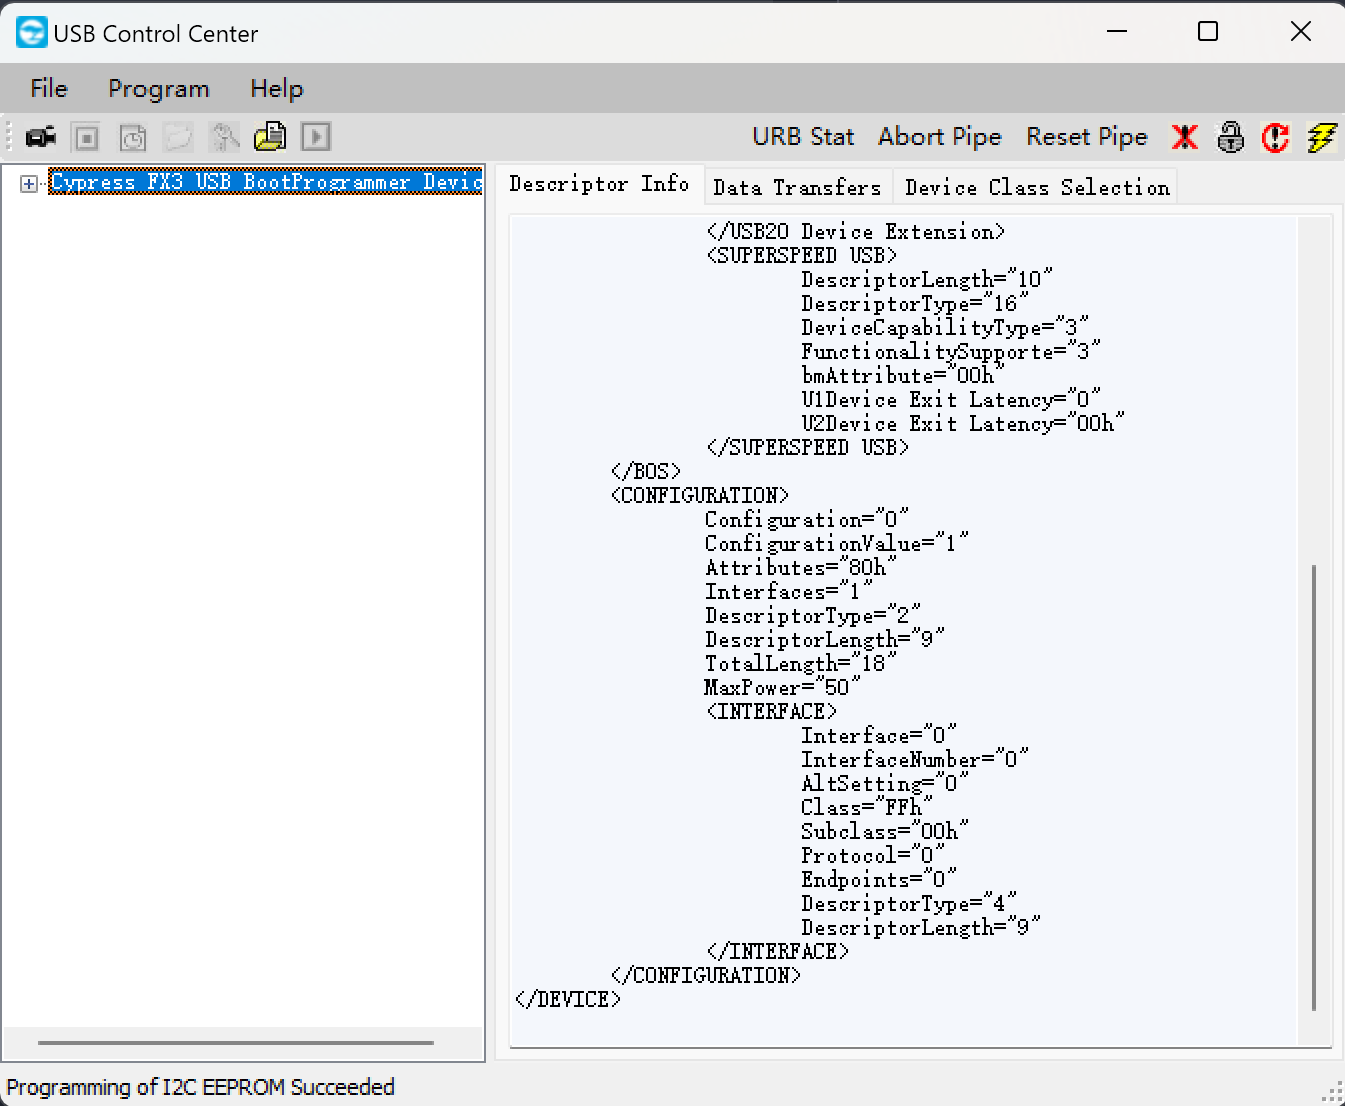 USB Control Center
File Program Help
URB Stat Abort Pipe Reset Pipe
Cypress FX3 USB BootProgrammer Devic
Descriptor Info Data Transfers Device Class Selection
</USB20 Device Extension>
<SUPERSPEED USB>
DescriptorLength="10"
DescriptorType="16"
DeviceCapabilityType="3"
FunctionalitySupporte="3"
bmAttribute="00h"
U1Device Exit Latency="0"
U2Device Exit Latency="00h"
</SUPERSPEED USB>
</BOS>
<CONFIGURATION>
Configuration="0"
ConfigurationValue="1"
Attributes="80h"
Interfaces="1"
DescriptorType="2"
DescriptorLength="9"
TotalLength="18"
MaxPower="50"
<INTERFACE>
Interface="0"
InterfaceNumber="0"
AltSetting="0"
Class="FFh"
Subclass="00h"
Protocol="0"
Endpoints="0"
DescriptorType="4"
DescriptorLength="9"
</INTERFACE>
</CONFIGURATION>
</DEVICE>
Programming of I2C EEPROM Succeeded